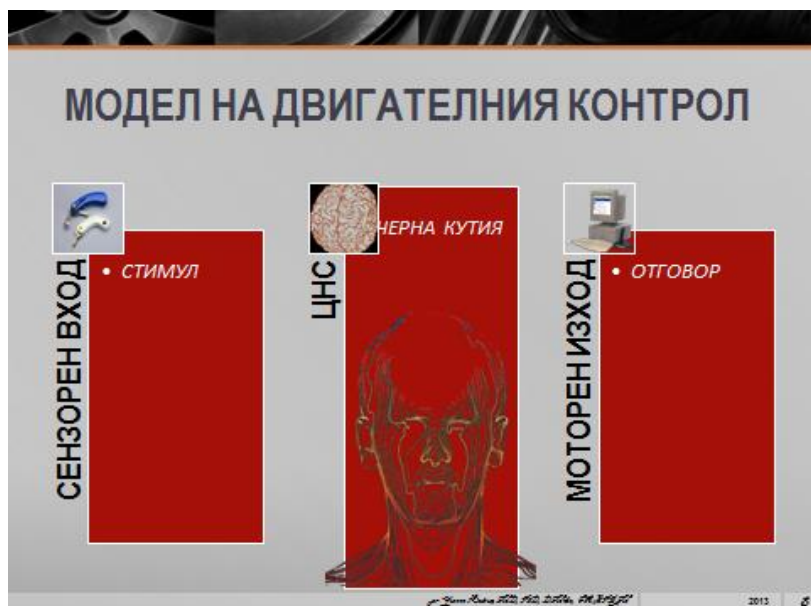 МОДЕЛ НА ДВИГАТЕЛНИЯ КОНТРОЛ
СЕНЗОРЕН ВХОД
• СТИМУЛ
ЦНС
ЧЕРНА КУТИЯ
МОТОРЕН ИЗХОД
• ОТГОВОР
2013